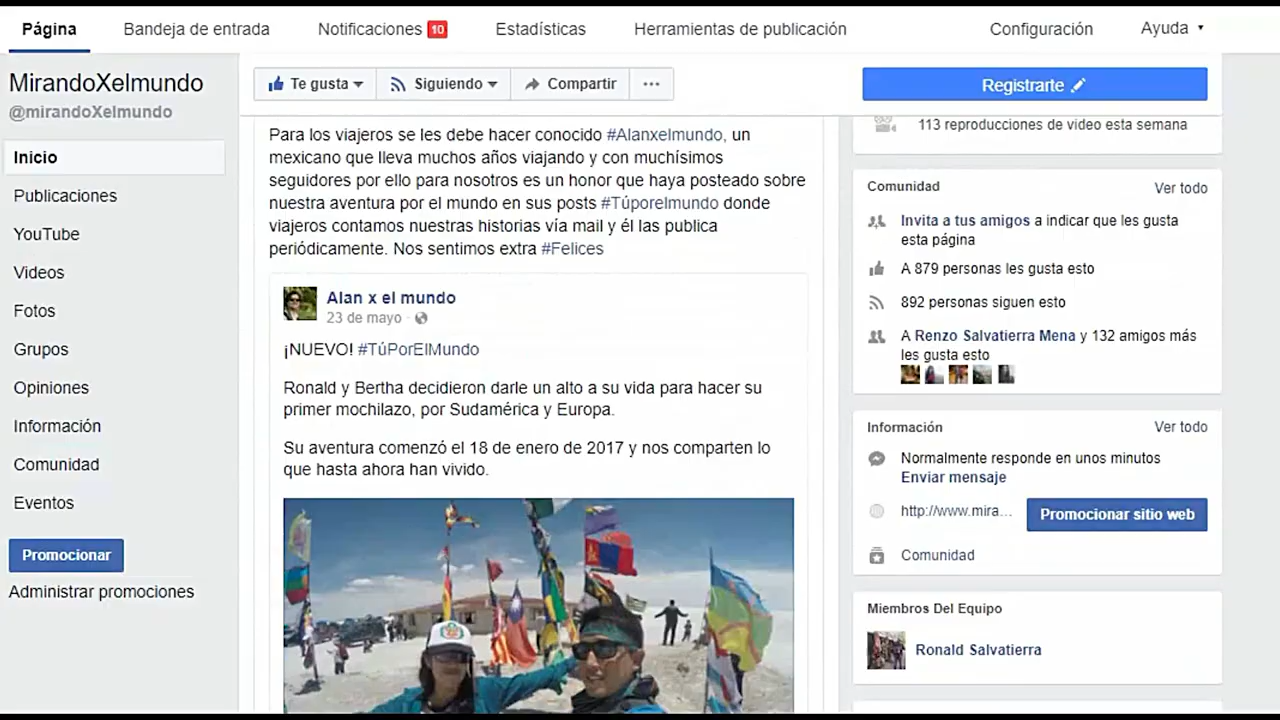 Página
Bandeja de entrada
Notificaciones 10
Estadísticas
Herramientas de publicación
Configuración
Ayuda
MirandoXelmundo
@mirandoXelmundo
Inicio
Publicaciones
YouTube
Videos
Fotos
Grupos
Opiniones
Información
Comunidad
Eventos
Promocionar
Administrar promociones
Te gusta
Siguiendo
Compartir
Registrarte
Para los viajeros se les debe hacer conocido #Alanxelmundo, un
mexicano que lleva muchos años viajando y con muchísimos
seguidores por ello para nosotros es un honor que haya posteado sobre
nuestra aventura por el mundo en sus posts #Túporelmundo donde
viajeros contamos nuestras historias vía mail y él las publica
periódicamente. Nos sentimos extra #Felices
Alan x el mundo
23 de mayo ·
¡NUEVO! #TúPorElMundo
Ronald y Bertha decidieron darle un alto a su vida para hacer su
primer mochilazo, por Sudamérica y Europa.
Su aventura comenzó el 18 de enero de 2017 y nos comparten lo
que hasta ahora han vivido.
113 reproducciones de video esta semana
Comunidad
Ver todo
Invita a tus amigos a indicar que les gusta
esta página
A 879 personas les gusta esto
892 personas siguen esto
A Renzo Salvatierra Mena y 132 amigos más
les gusta esto
Información
Ver todo
Normalmente responde en unos minutos
Enviar mensaje
http://www.mira...
Promocionar sitio web
Comunidad
Miembros Del Equipo
Ronald Salvatierra